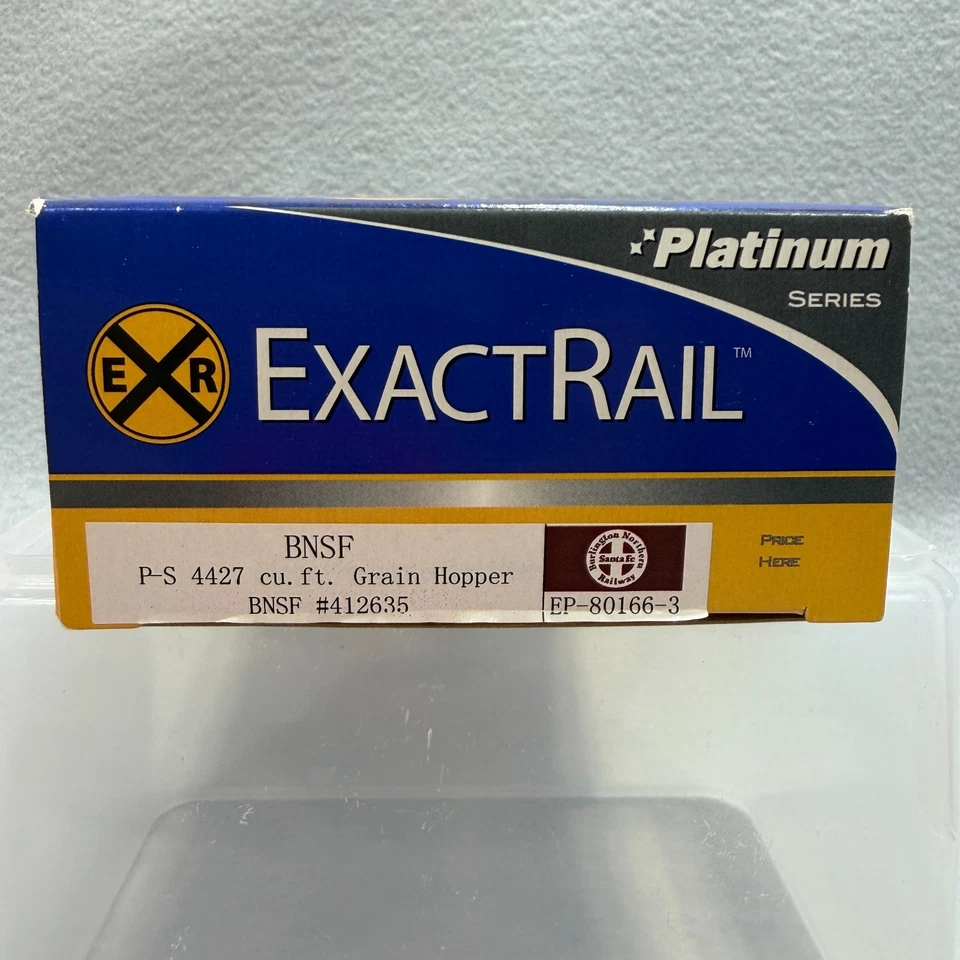 Platinum
SERIES
E R
EXACTRAIL™
BNSF
P-S 4427 cu.ft. Grain Hopper
BNSF #412635
Burlington Northern
Santa Fe
Railway
EP-80166-3
PRICE
HERE